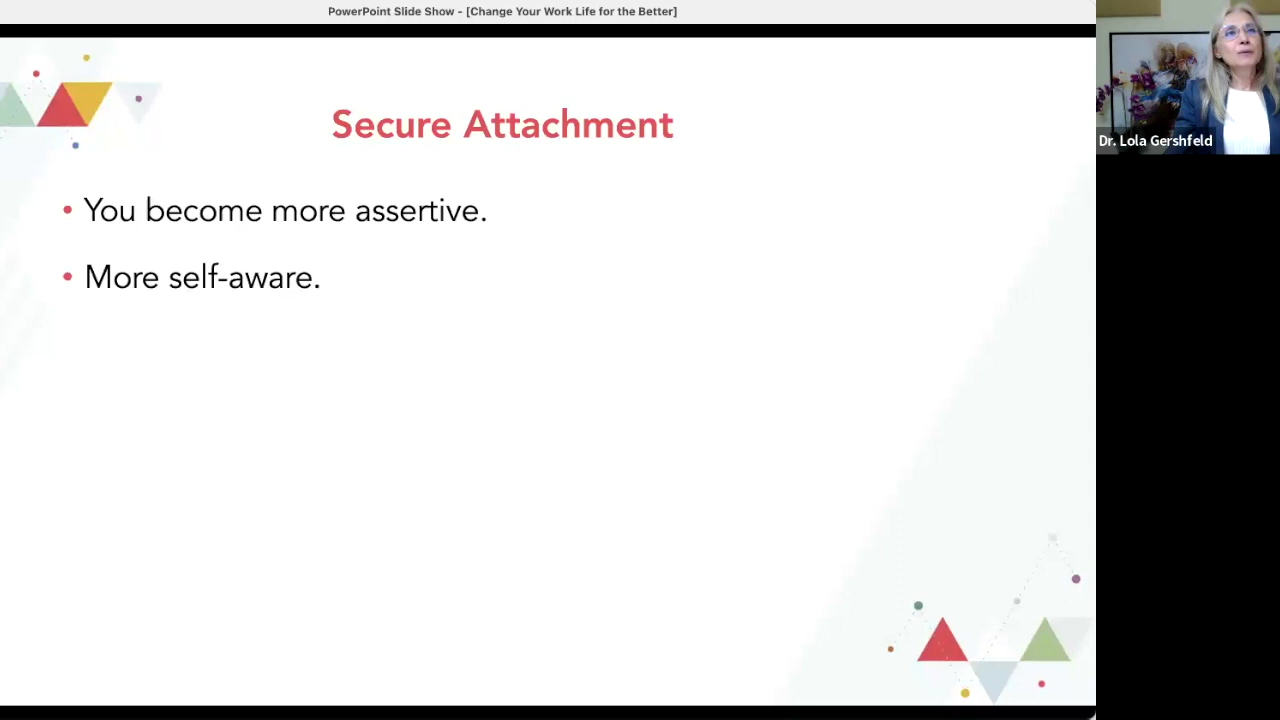 PowerPoint Slide Show - [Change Your Work Life for the Better]
Secure Attachment
• You become more assertive.
• More self-aware.
Dr. Lola Gershfeld